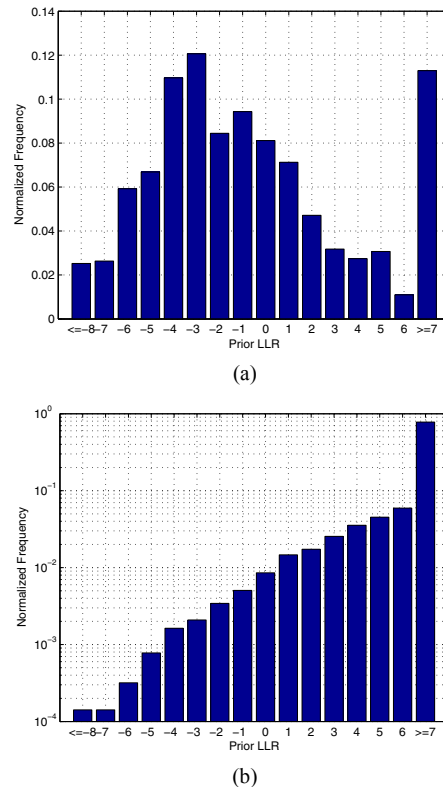 0.14
0.12
0.1
0.08
0.06
0.04
0.02
0
Normalized Frequency
<=-8 -7 -6 -5 -4 -3 -2 -1 0 1 2 3 4 5 6 >=7
Prior LLR
(a)
10^0
10^-1
10^-2
10^-3
10^-4
Normalized Frequency
<=-8 -7 -6 -5 -4 -3 -2 -1 0 1 2 3 4 5 6 >=7
Prior LLR
(b)